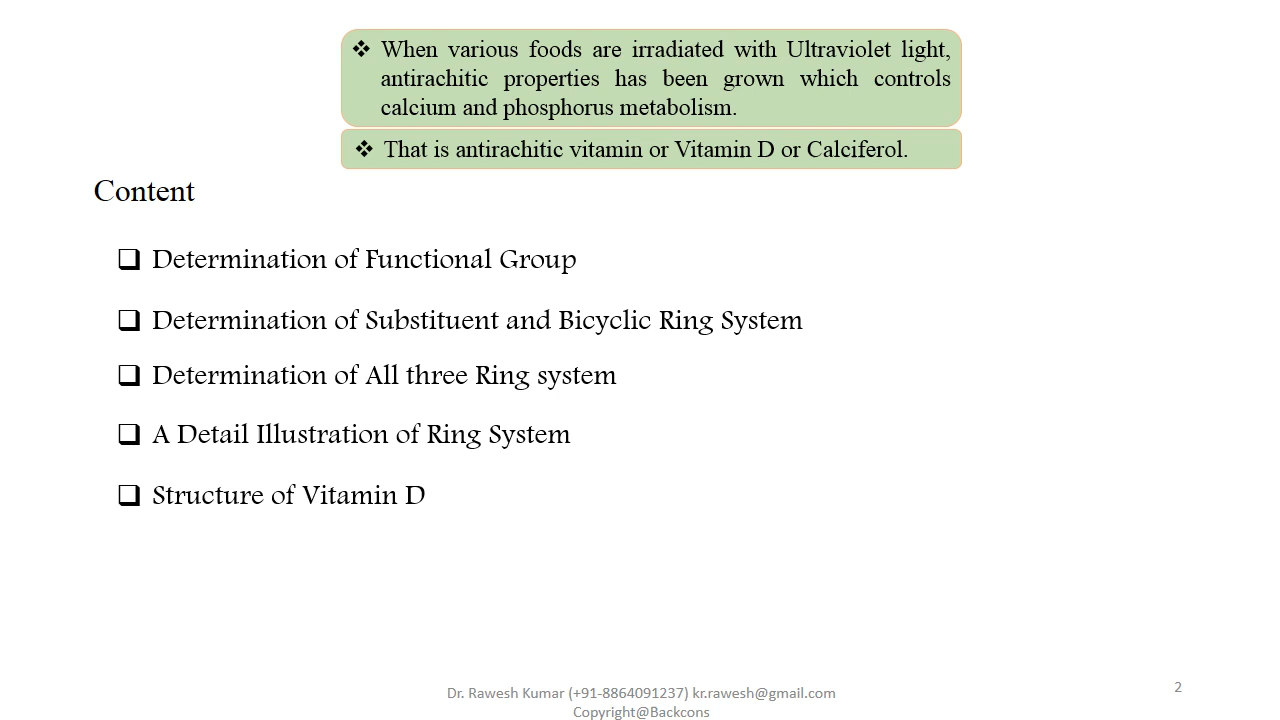 ❖ When various foods are irradiated with Ultraviolet light,
antirachitic properties has been grown which controls
calcium and phosphorus metabolism.
❖ That is antirachitic vitamin or Vitamin D or Calciferol.
Content
❑ Determination of Functional Group
❑ Determination of Substituent and Bicyclic Ring System
❑ Determination of All three Ring system
❑ A Detail Illustration of Ring System
❑ Structure of Vitamin D
Dr. Rawesh Kumar (+91-8864091237) kr.rawesh@gmail.com
Copyright@Backcons
2